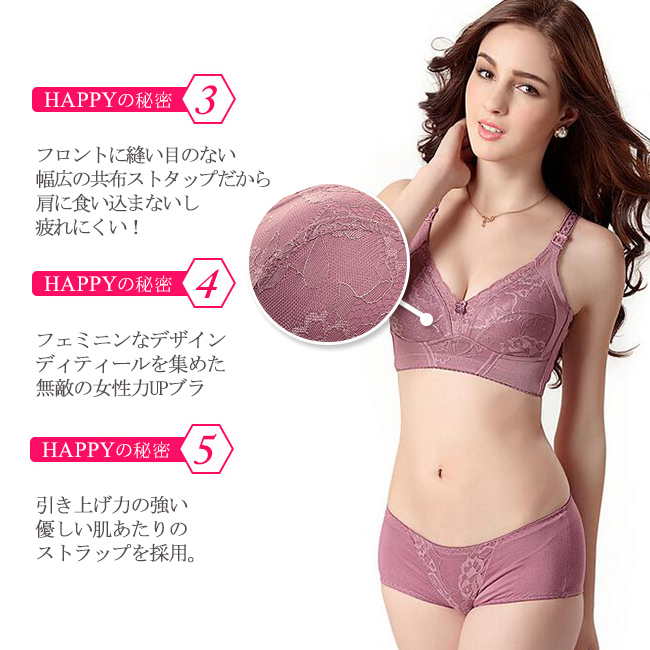 HAPPYの秘密 3
フロントに縫い目のない
幅広の共布ストタップだから
肩に食い込まないし
疲れにくい！
HAPPYの秘密 4
フェミニンなデザイン
ディティールを集めた
無敵の女性力UPブラ
HAPPYの秘密 5
引き上げ力の強い
優しい肌あたりの
ストラップを採用。